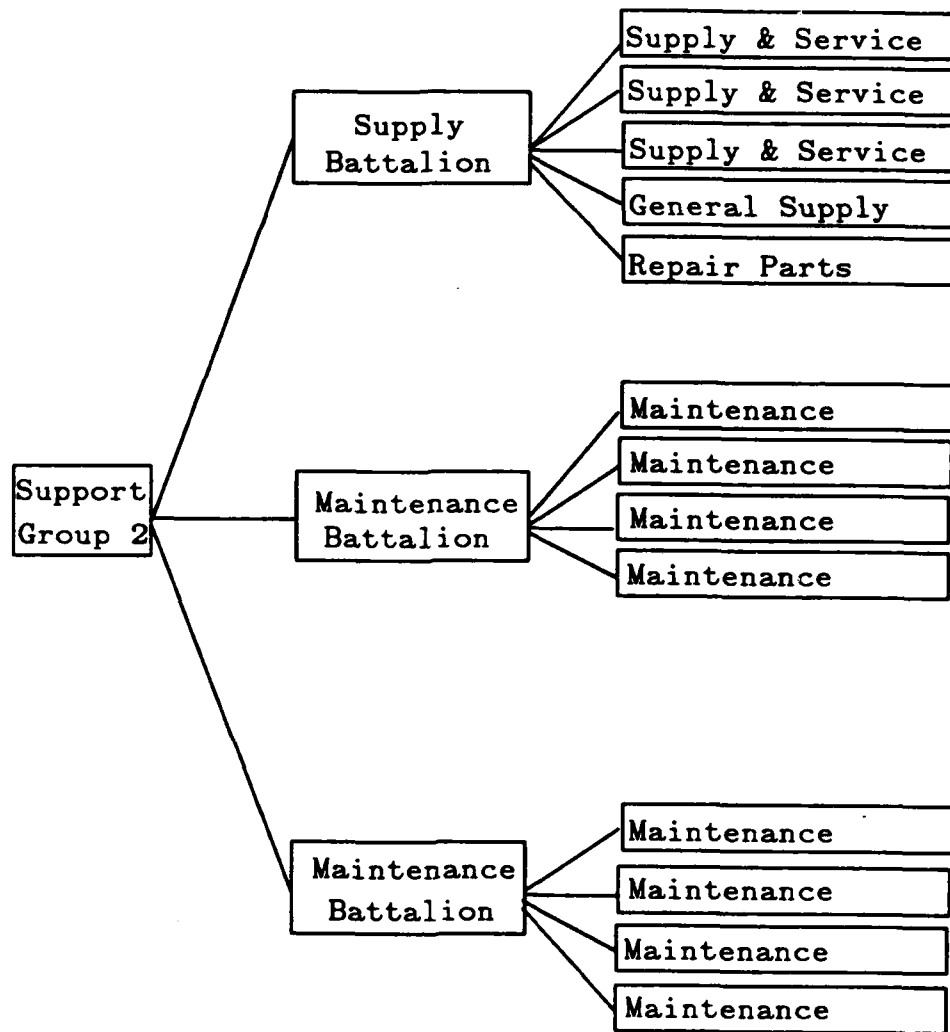 Supply & Service
Supply & Service
Supply & Service
General Supply
Repair Parts
Supply
Battalion
Maintenance
Maintenance
Maintenance
Maintenance
Maintenance
Battalion
Support
Group 2
Maintenance
Maintenance
Maintenance
Maintenance
Maintenance
Battalion